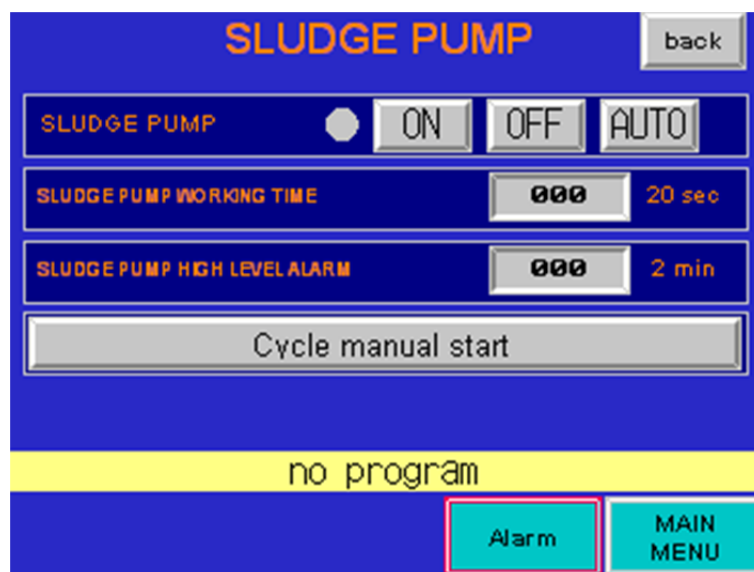 SLUDGE PUMP
back
SLUDGE PUMP ON OFF AUTO
SLUDGE PUMP WORKING TIME 000 20 sec
SLUDGE PUMP HIGH LEVEL ALARM 000 2 min
Cycle manual start
no program
Alarm
MAIN
MENU